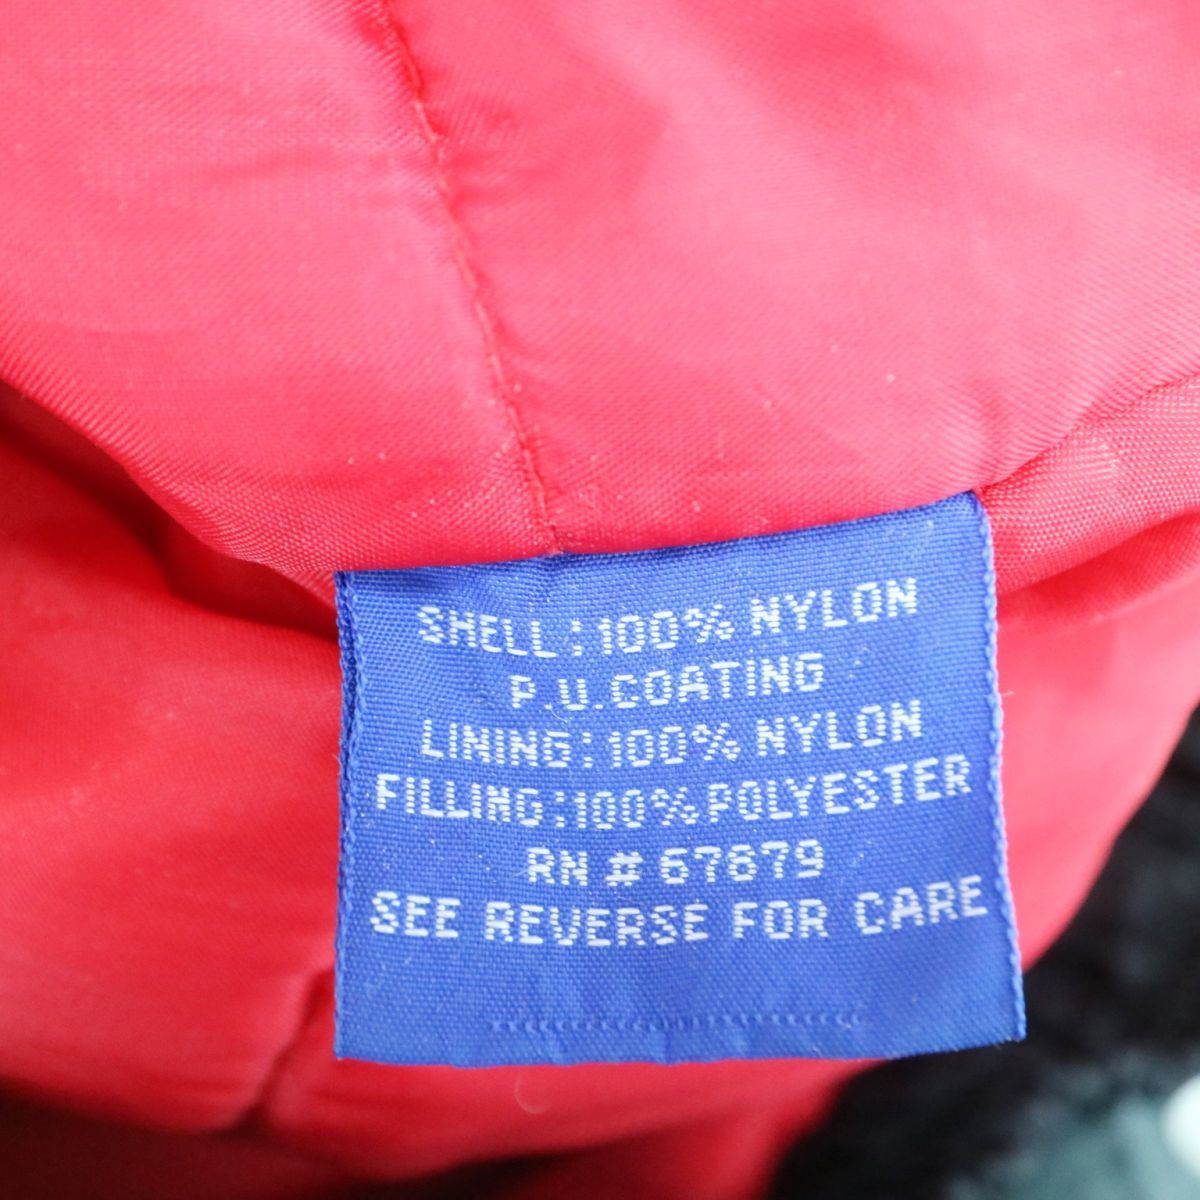 SHELL:100% NYLON
P.U.COATING
LINING:100% NYLON
FILLING:100% POLYESTER
RN # 67679
SEE REVERSE FOR CARE